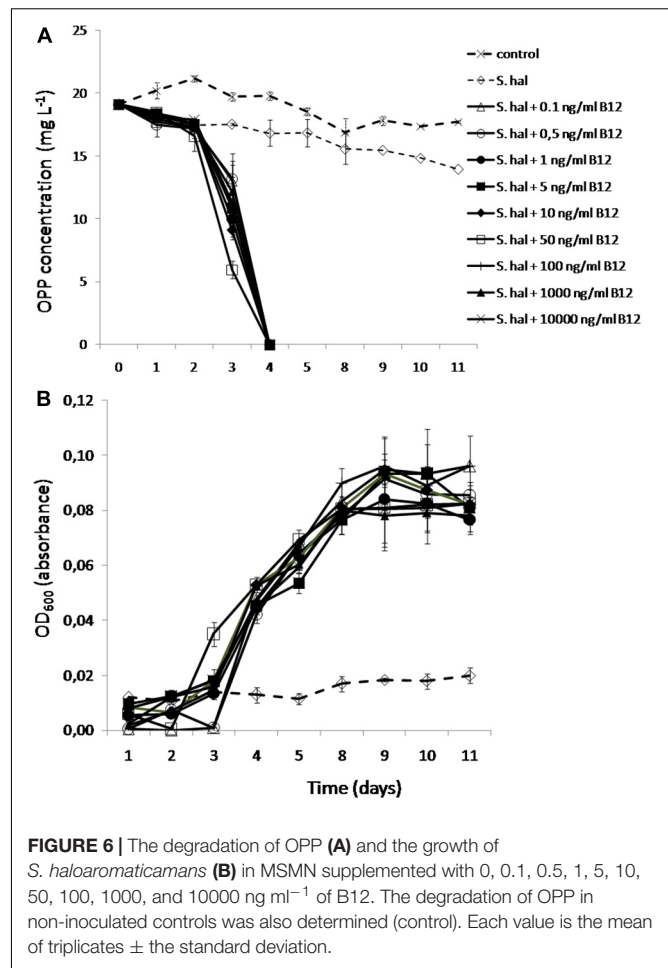 A
OPP concentration (mg L⁻¹)
25
20
15
10
5
0
0 1 2 3 4 5 8 9 10 11
control
S. hal
S. hal + 0.1 ng/ml B12
S. hal + 0,5 ng/ml B12
S. hal + 1 ng/ml B12
S. hal + 5 ng/ml B12
S. hal + 10 ng/ml B12
S. hal + 50 ng/ml B12
S. hal + 100 ng/ml B12
S. hal + 1000 ng/ml B12
S. hal + 10000 ng/ml B12
B
OD₆₀₀ (absorbance)
0,12
0,10
0,08
0,06
0,04
0,02
0,00
1 2 3 4 5 8 9 10 11
Time (days)
FIGURE 6 | The degradation of OPP (A) and the growth of
S. haloaromaticamans (B) in MSMN supplemented with 0, 0.1, 0.5, 1, 5, 10,
50, 100, 1000, and 10000 ng ml⁻¹ of B12. The degradation of OPP in
non-inoculated controls was also determined (control). Each value is the mean
of triplicates ± the standard deviation.